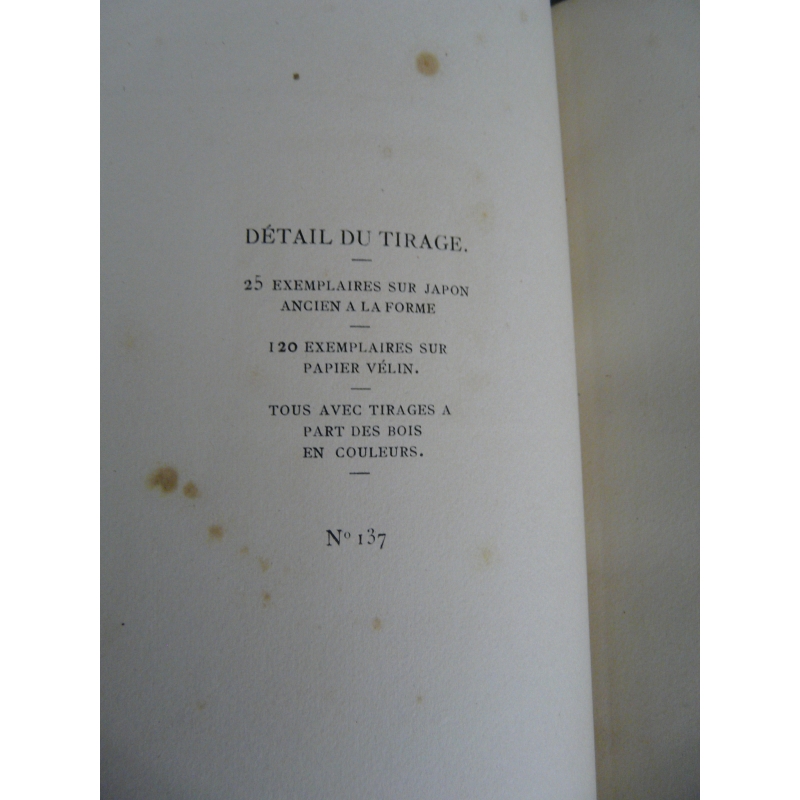 DÉTAIL DU TIRAGE.
25 EXEMPLAIRES SUR JAPON
ANCIEN A LA FORME
120 EXEMPLAIRES SUR
PAPIER VÉLIN.
TOUS AVEC TIRAGES A
PART DES BOIS
EN COULEURS.
Nº 137